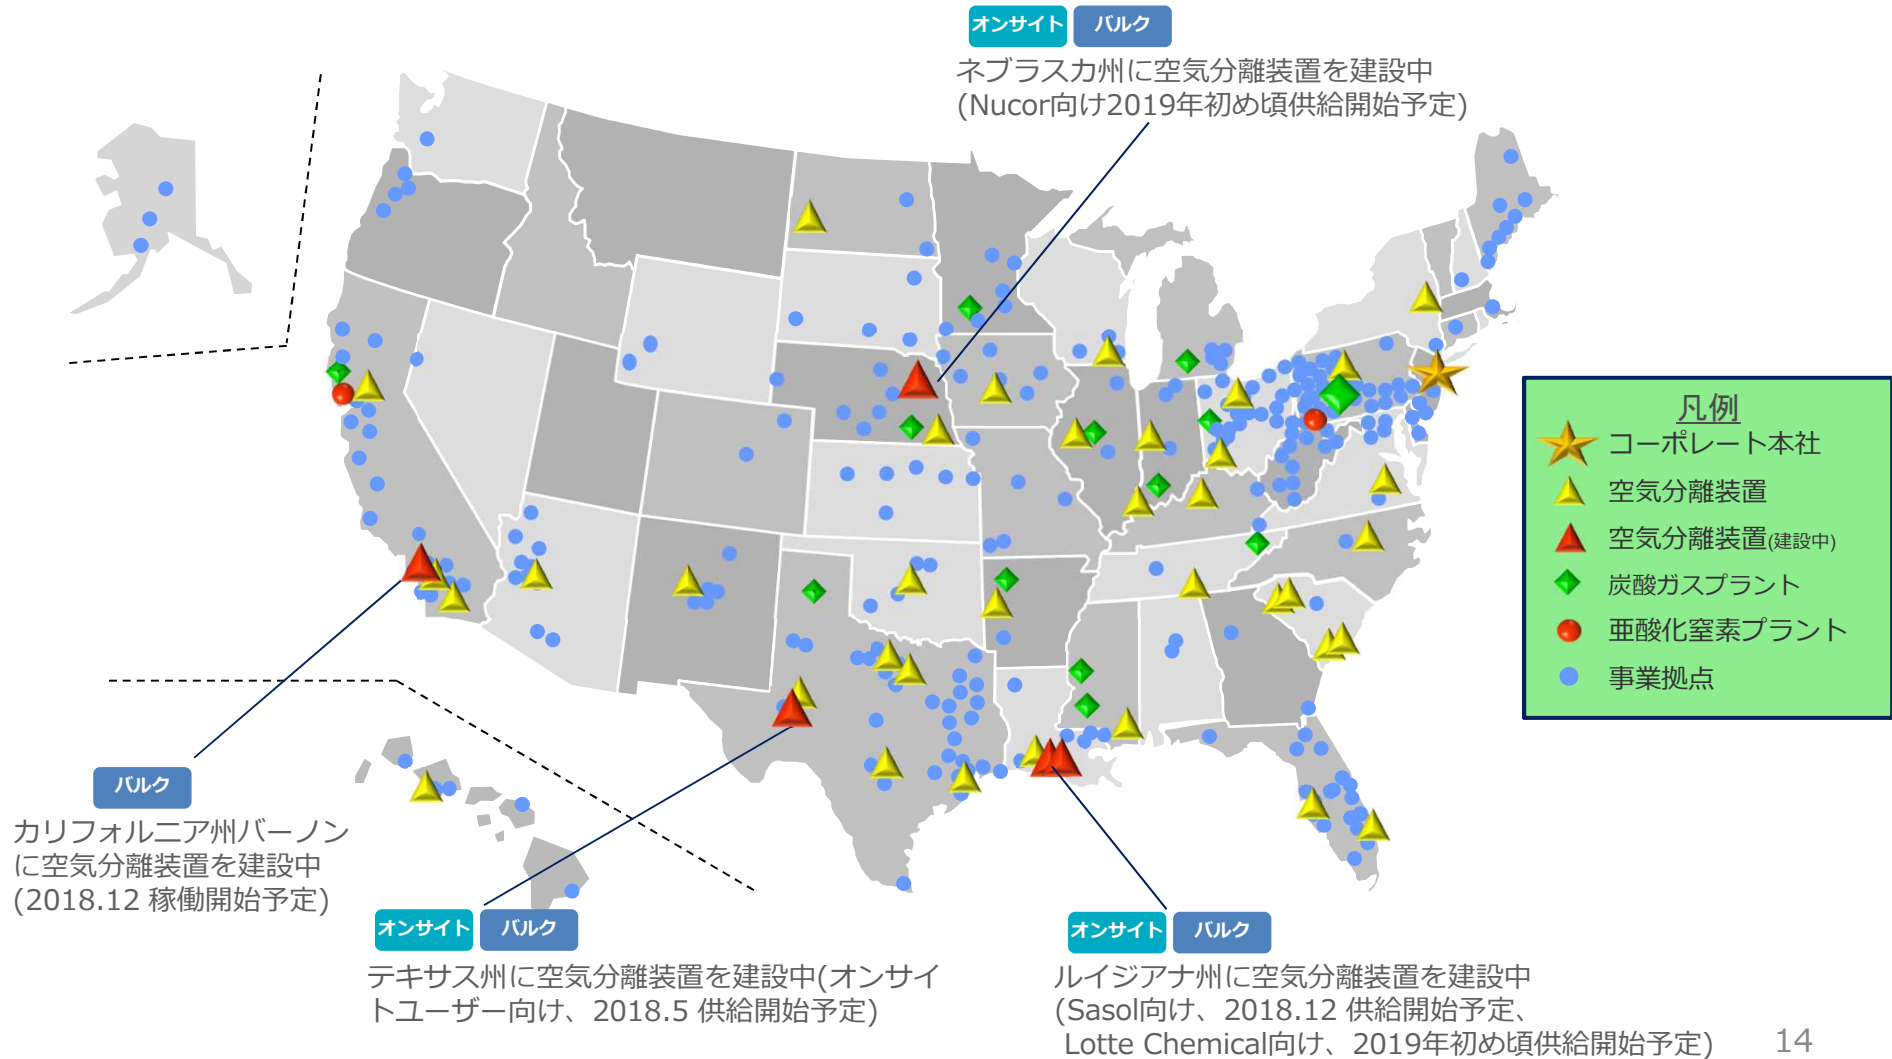 オンサイト バルク
ネブラスカ州に空気分離装置を建設中
(Nucor向け2019年初め頃供給開始予定)
凡例
コーポレート本社
空気分離装置
空気分離装置(建設中)
炭酸ガスプラント
亜酸化窒素プラント
事業拠点
バルク
カリフォルニア州バーノン
に空気分離装置を建設中
(2018.12 稼働開始予定)
オンサイト バルク
テキサス州に空気分離装置を建設中(オンサイ
トユーザー向け、2018.5 供給開始予定)
オンサイト バルク
ルイジアナ州に空気分離装置を建設中
(Sasol向け、2018.12 供給開始予定、
Lotte Chemical向け、2019年初め頃供給開始予定)
14